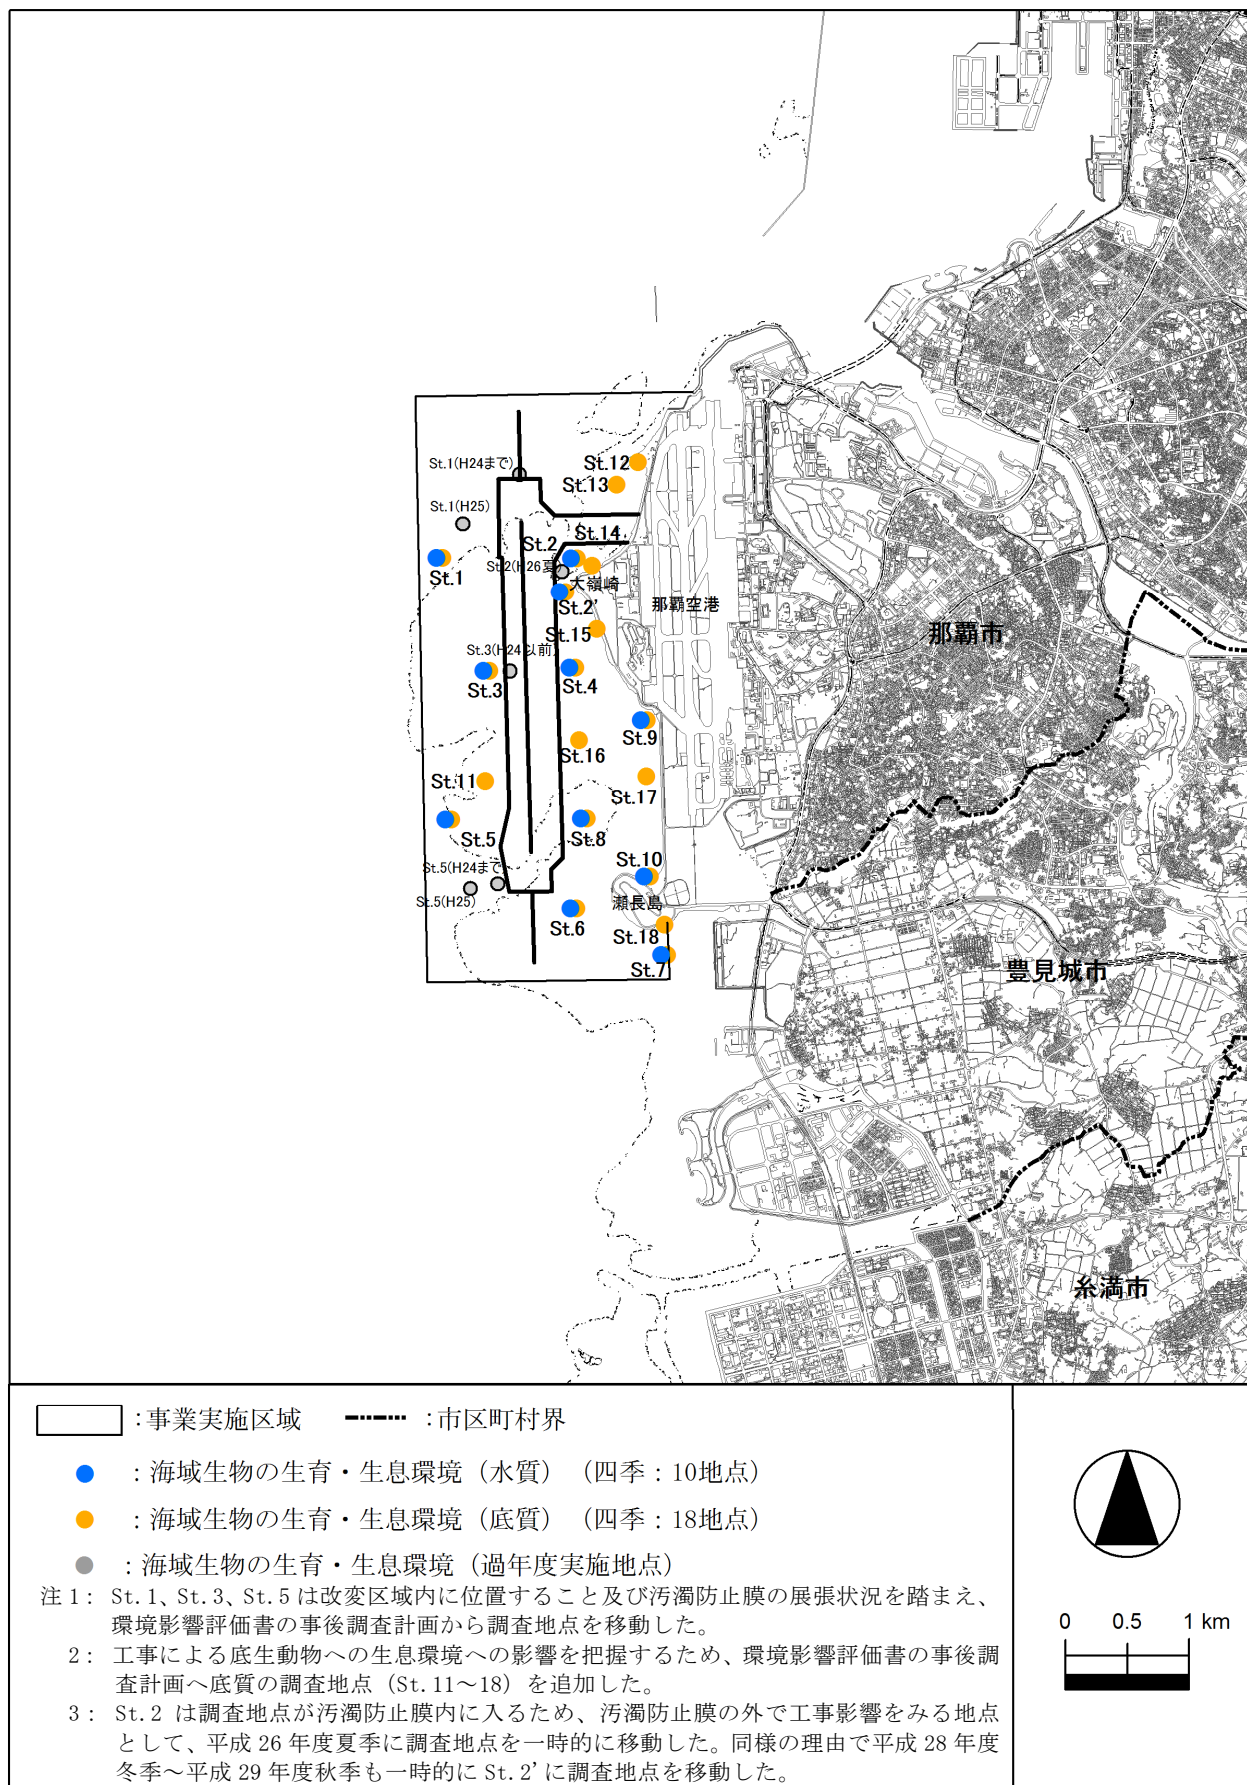 St.1(H24まで)
St.12
St.13
St.1(H25)
St.14
St.2
St.1
St.2(H26夏)
大嶺崎
St.2'
那覇空港
St.15
那覇市
St.3(H24以前)
St.3
St.4
St.9
St.16
St.11
St.17
St.5
St.8
St.5(H24まで)
St.10
St.5(H25)
瀬長島
St.6
St.18
St.7
豊見城市
糸満市
:事業実施区域 :市区町村界
:海域生物の生育・生息環境（水質）（四季：10地点）
:海域生物の生育・生息環境（底質）（四季：18地点）
:海域生物の生育・生息環境（過年度実施地点）
注1： St.1、St.3、St.5 は改変区域内に位置すること及び汚濁防止膜の展張状況を踏まえ、
環境影響評価書の事後調査計画から調査地点を移動した。
2： 工事による底生動物への生息環境への影響を把握するため、環境影響評価書の事後調
査計画へ底質の調査地点（St.11～18）を追加した。
3： St.2 は調査地点が汚濁防止膜内に入るため、汚濁防止膜の外で工事影響をみる地点
として、平成 26 年度夏季に調査地点を一時的に移動した。同様の理由で平成 28 年度
冬季～平成 29 年度秋季も一時的に St.2’に調査地点を移動した。
0 0.5 1 km